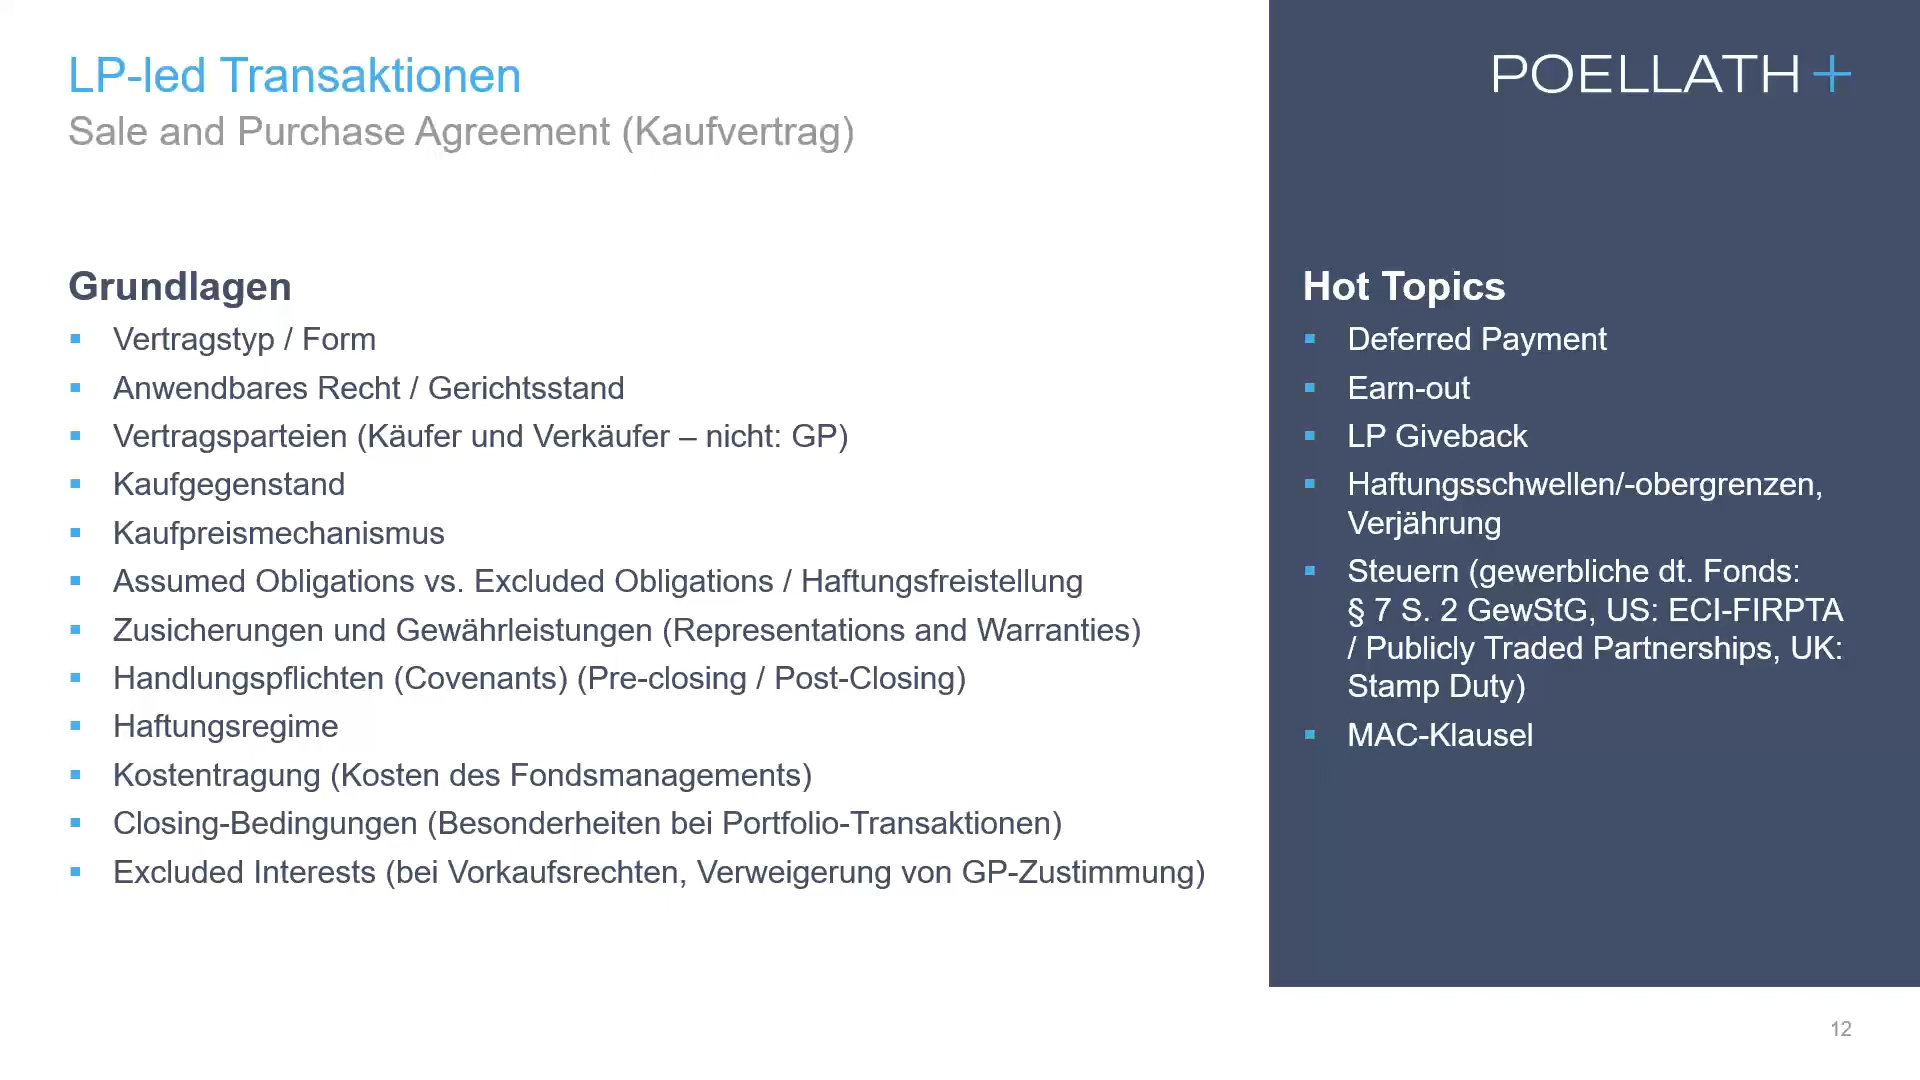 LP-led Transaktionen
Sale and Purchase Agreement (Kaufvertrag)
POELLATH+
Grundlagen
▪ Vertragstyp / Form
▪ Anwendbares Recht / Gerichtsstand
▪ Vertragsparteien (Käufer und Verkäufer – nicht: GP)
▪ Kaufgegenstand
▪ Kaufpreismechanismus
▪ Assumed Obligations vs. Excluded Obligations / Haftungsfreistellung
▪ Zusicherungen und Gewährleistungen (Representations and Warranties)
▪ Handlungspflichten (Covenants) (Pre-closing / Post-Closing)
▪ Haftungsregime
▪ Kostentragung (Kosten des Fondsmanagements)
▪ Closing-Bedingungen (Besonderheiten bei Portfolio-Transaktionen)
▪ Excluded Interests (bei Vorkaufsrechten, Verweigerung von GP-Zustimmung)
Hot Topics
▪ Deferred Payment
▪ Earn-out
▪ LP Giveback
▪ Haftungsschwellen/-obergrenzen,
Verjährung
▪ Steuern (gewerbliche dt. Fonds:
§ 7 S. 2 GewStG, US: ECI-FIRPTA
/ Publicly Traded Partnerships, UK:
Stamp Duty)
▪ MAC-Klausel
12